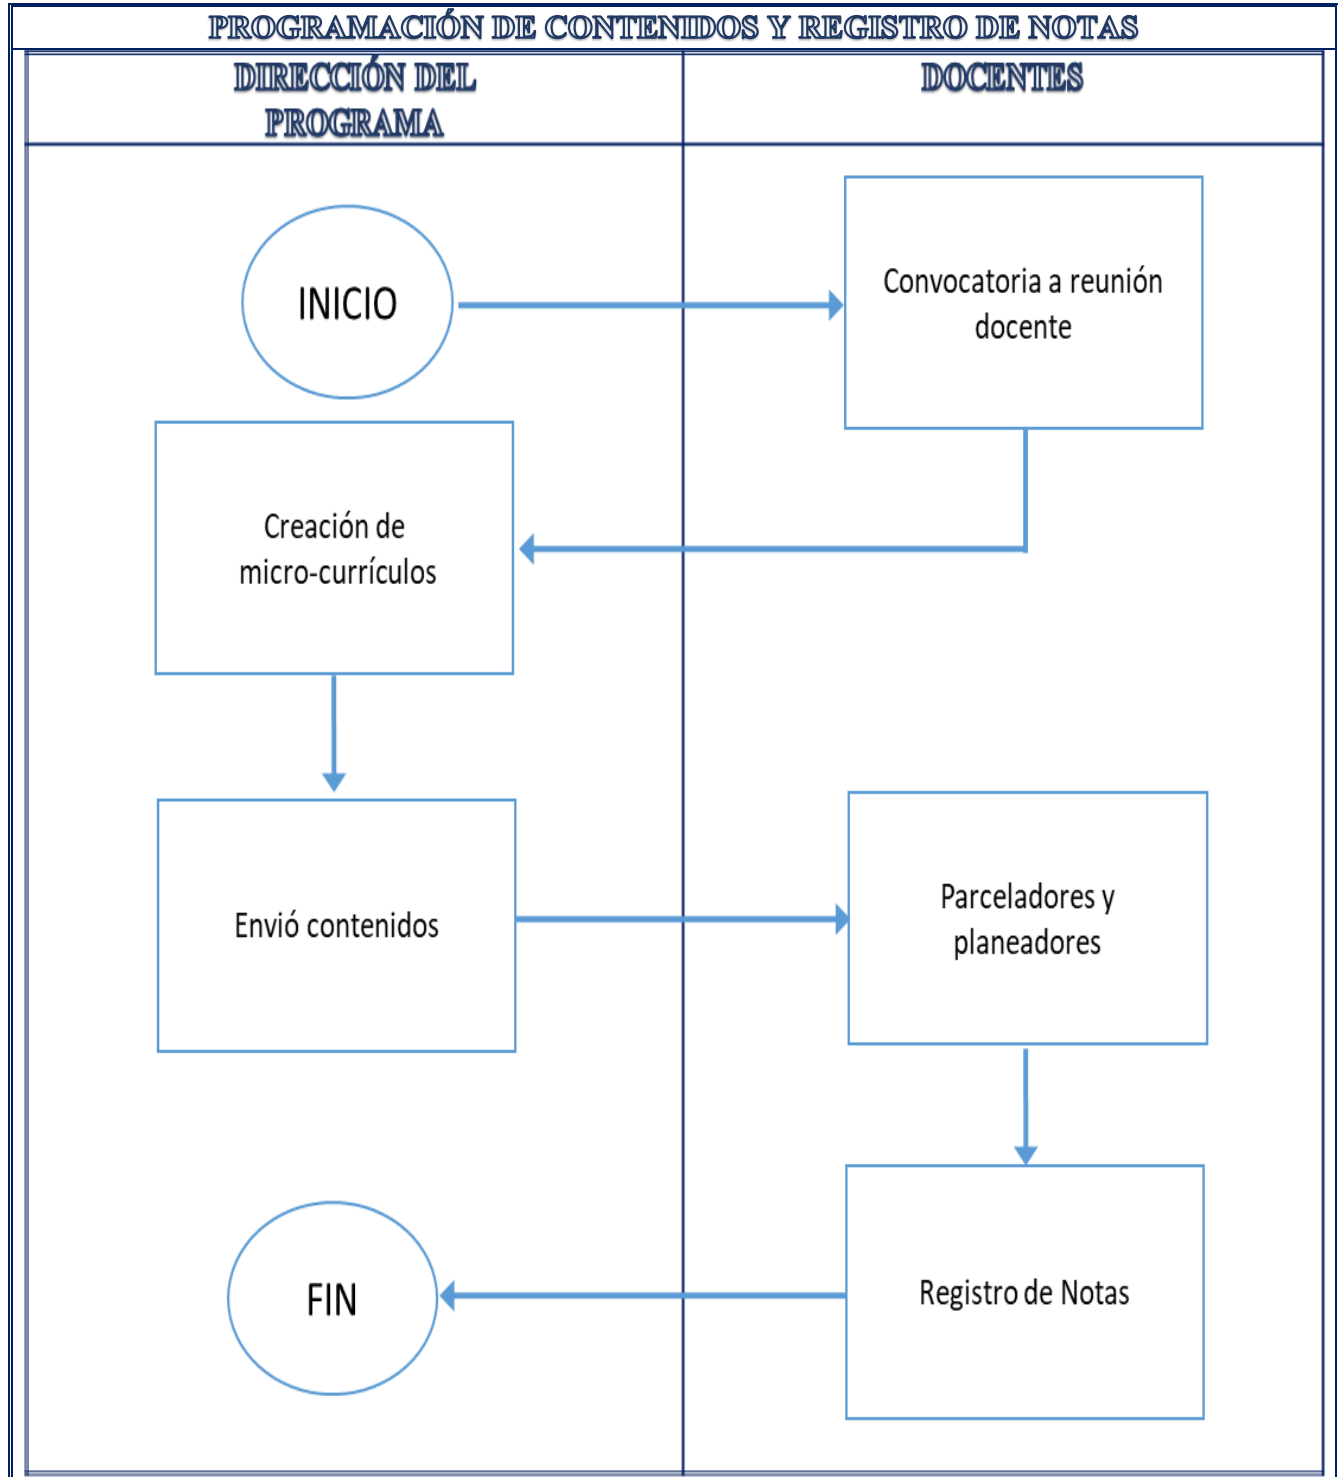 PROGRAMACIÓN DE CONTENIDOS Y REGISTRO DE NOTAS
DIRECCIÓN DEL
PROGRAMA
DOCENTES
INICIO
Convocatoria a reunión
docente
Creación de
micro-currículos
Envió contenidos
Parceladores y
planeadores
Registro de Notas
FIN